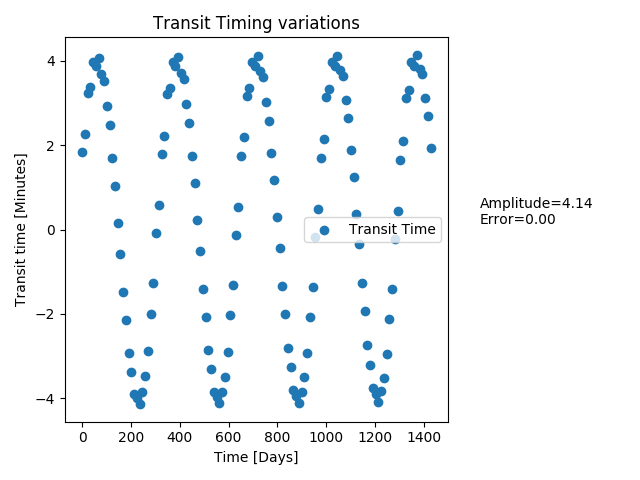 Transit Timing variations
Transit time [Minutes]
4
2
0
−2
−4
Transit Time
Amplitude=4.14
Error=0.00
0 200 400 600 800 1000 1200 1400
Time [Days]